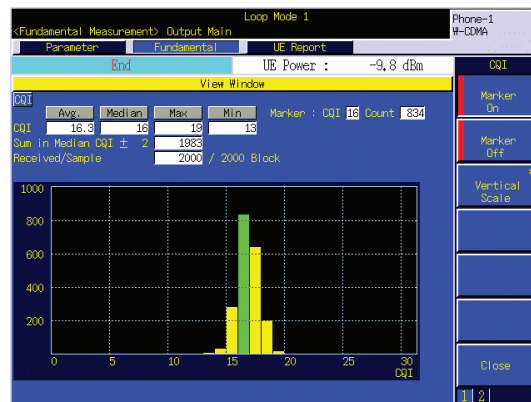 Loop Mode 1
<Fundamental Measurement> Output Main
Phone-1
W-CDMA
Parameter Fundamental UE Report
End UE Power : -9.8 dBm CQI
View Window
CQI
Avg. Median Max Min Marker : CQI 16 Count 834
CQI 16.3 16 19 13
Sum in Median CQI ± 2 1983
Received/Sample 2000 / 2000 Block
1000
800
600
400
200
0 5 10 15 20 25 30
CQI
Marker
On
Marker
Off
*
Vertical
Scale
Close
1 2